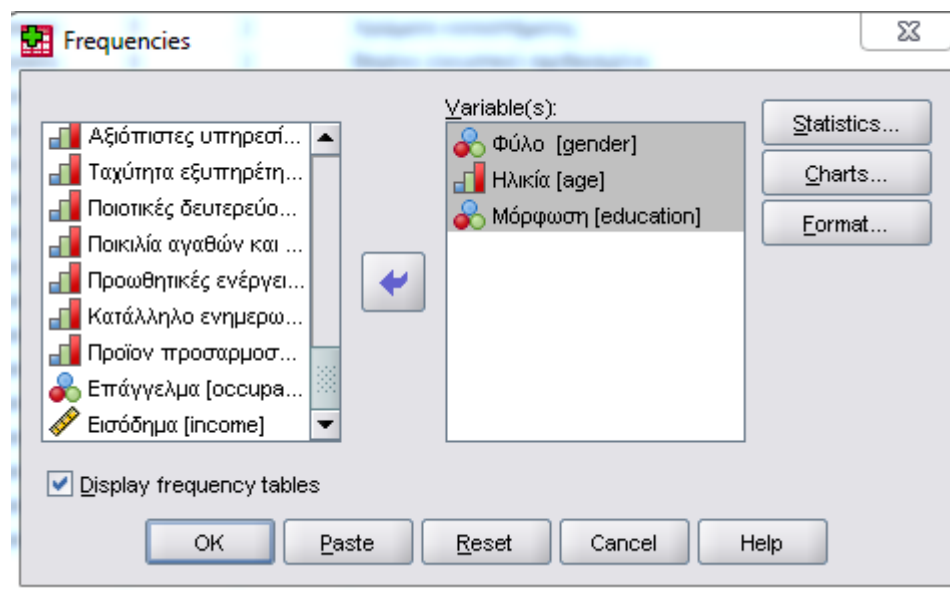 Frequencies
Αξιόπιστες υπηρεσί...
Ταχύτητα εξυπηρέτη...
Ποιοτικές δευτερεύο...
Ποικιλία αγαθών και ...
Προωθητικές ενέργει...
Κατάλληλο ενημερω...
Προϊον προσαρμοσ...
Επάγγελμα [occupa...
Εισόδημα [income]
Variable(s):
Φύλο [gender]
Ηλικία [age]
Μόρφωση [education]
Statistics...
Charts...
Format...
Display frequency tables
OK Paste Reset Cancel Help